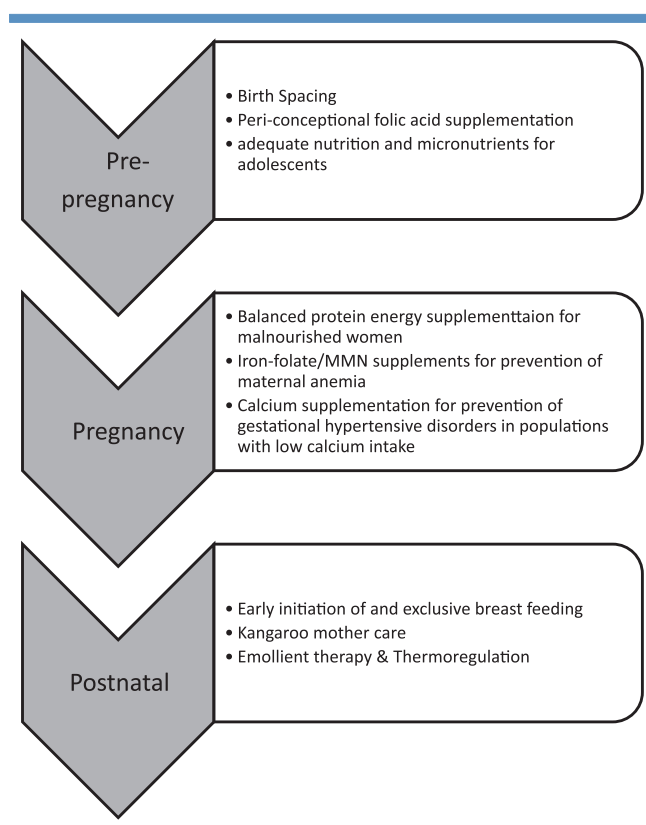 Pre-
pregnancy
• Birth Spacing
• Peri-conceptional folic acid supplementation
• adequate nutrition and micronutrients for
adolescents
Pregnancy
• Balanced protein energy supplementtaion for
malnourished women
• Iron-folate/MMN supplements for prevention of
maternal anemia
• Calcium supplementation for prevention of
gestational hypertensive disorders in populations
with low calcium intake
Postnatal
• Early initiation of and exclusive breast feeding
• Kangaroo mother care
• Emollient therapy & Thermoregulation